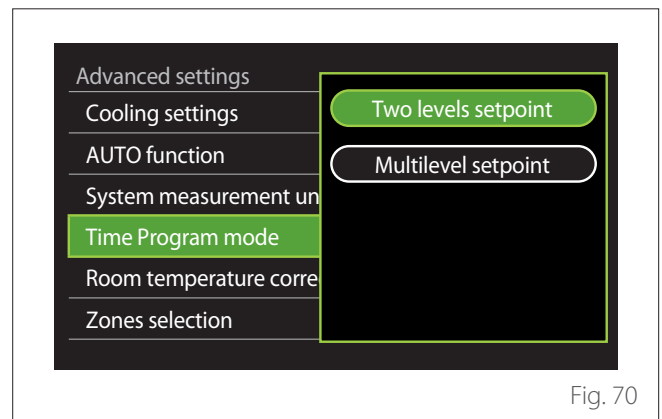 Advanced settings
Cooling settings
AUTO function
System measurement un
Time Program mode
Room temperature corre
Zones selection
Two levels setpoint
Multilevel setpoint
Fig. 70